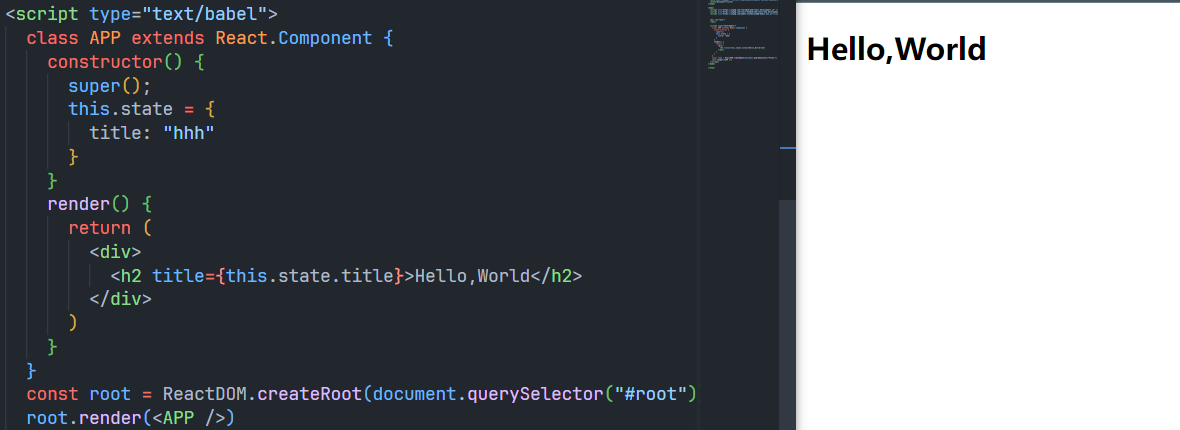 <script type="text/babel">
class APP extends React.Component {
constructor() {
super();
this.state = {
title: "hhh"
}
}
render() {
return (
<div>
<h2 title={this.state.title}>Hello,World</h2>
</div>
)
}
}
const root = ReactDOM.createRoot(document.querySelector("#root")
root.render(<APP />)
Hello,World